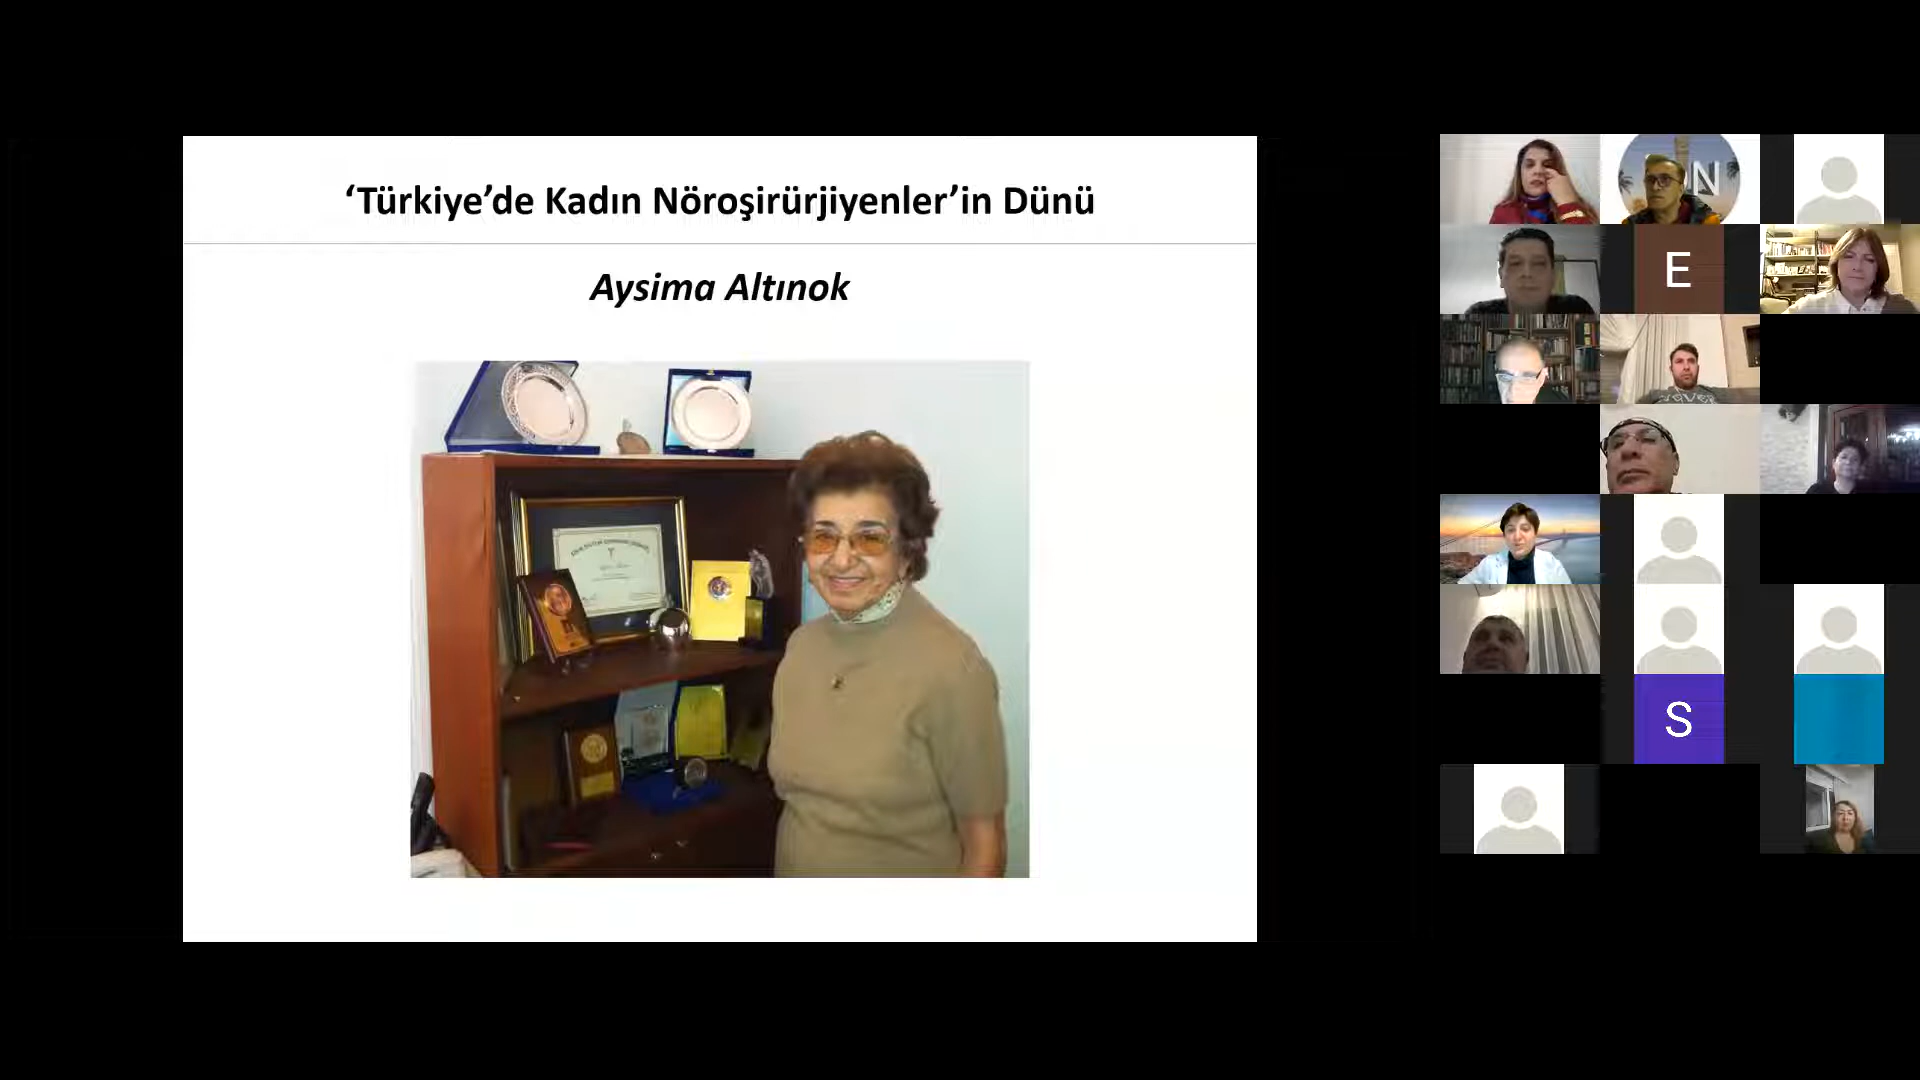 ‘Türkiye’de Kadın Nöroşirürjiyenler’in Dünü
Aysima Altınok
N
E
S